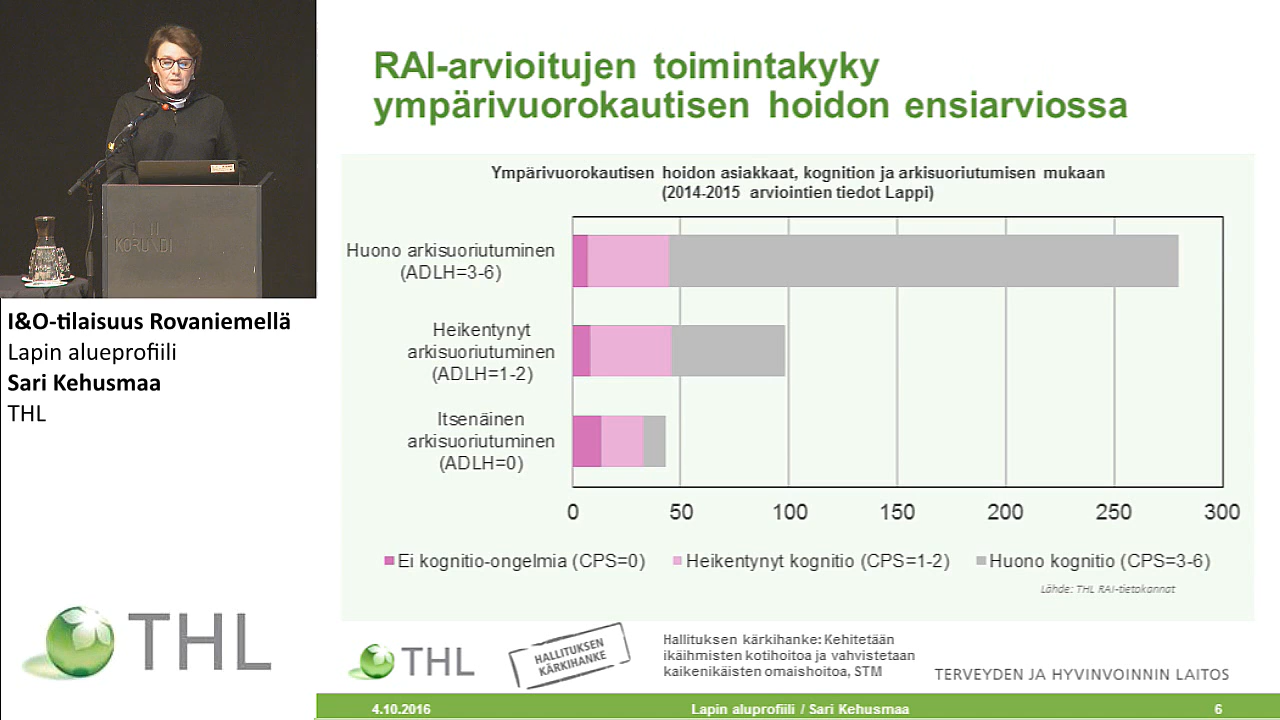 RAI-arvioitujen toimintakyky
ympärivuorokautisen hoidon ensiarviossa
Ympärivuorokautisen hoidon asiakkaat, kognition ja arkisuoriutumisen mukaan
(2014-2015 arviointien tiedot Lappi)
Huono arkisuoriutuminen
(ADLH=3-6)
Heikentynyt
arkisuoriutuminen
(ADLH=1-2)
Itsenäinen
arkisuoriutuminen
(ADLH=0)
0 50 100 150 200 250 300
Ei kognitio-ongelmia (CPS=0) Heikentynyt kognitio (CPS=1-2) Huono kognitio (CPS=3-6)
Lähde: THL RAI-tietokannat
KORUNDI
I&O-tilaisuus Rovaniemellä
Lapin alueprofiili
Sari Kehusmaa
THL
THL
THL
HALLITUKSEN
KÄRKIHANKE
Hallituksen kärkihanke: Kehitetään
ikäihmisten kotihoitoa ja vahvistetaan
kaikenikäisten omaishoitoa, STM
TERVEYDEN JA HYVINVOINNIN LAITOS
4.10.2016 Lapin aluprofiili / Sari Kehusmaa 6